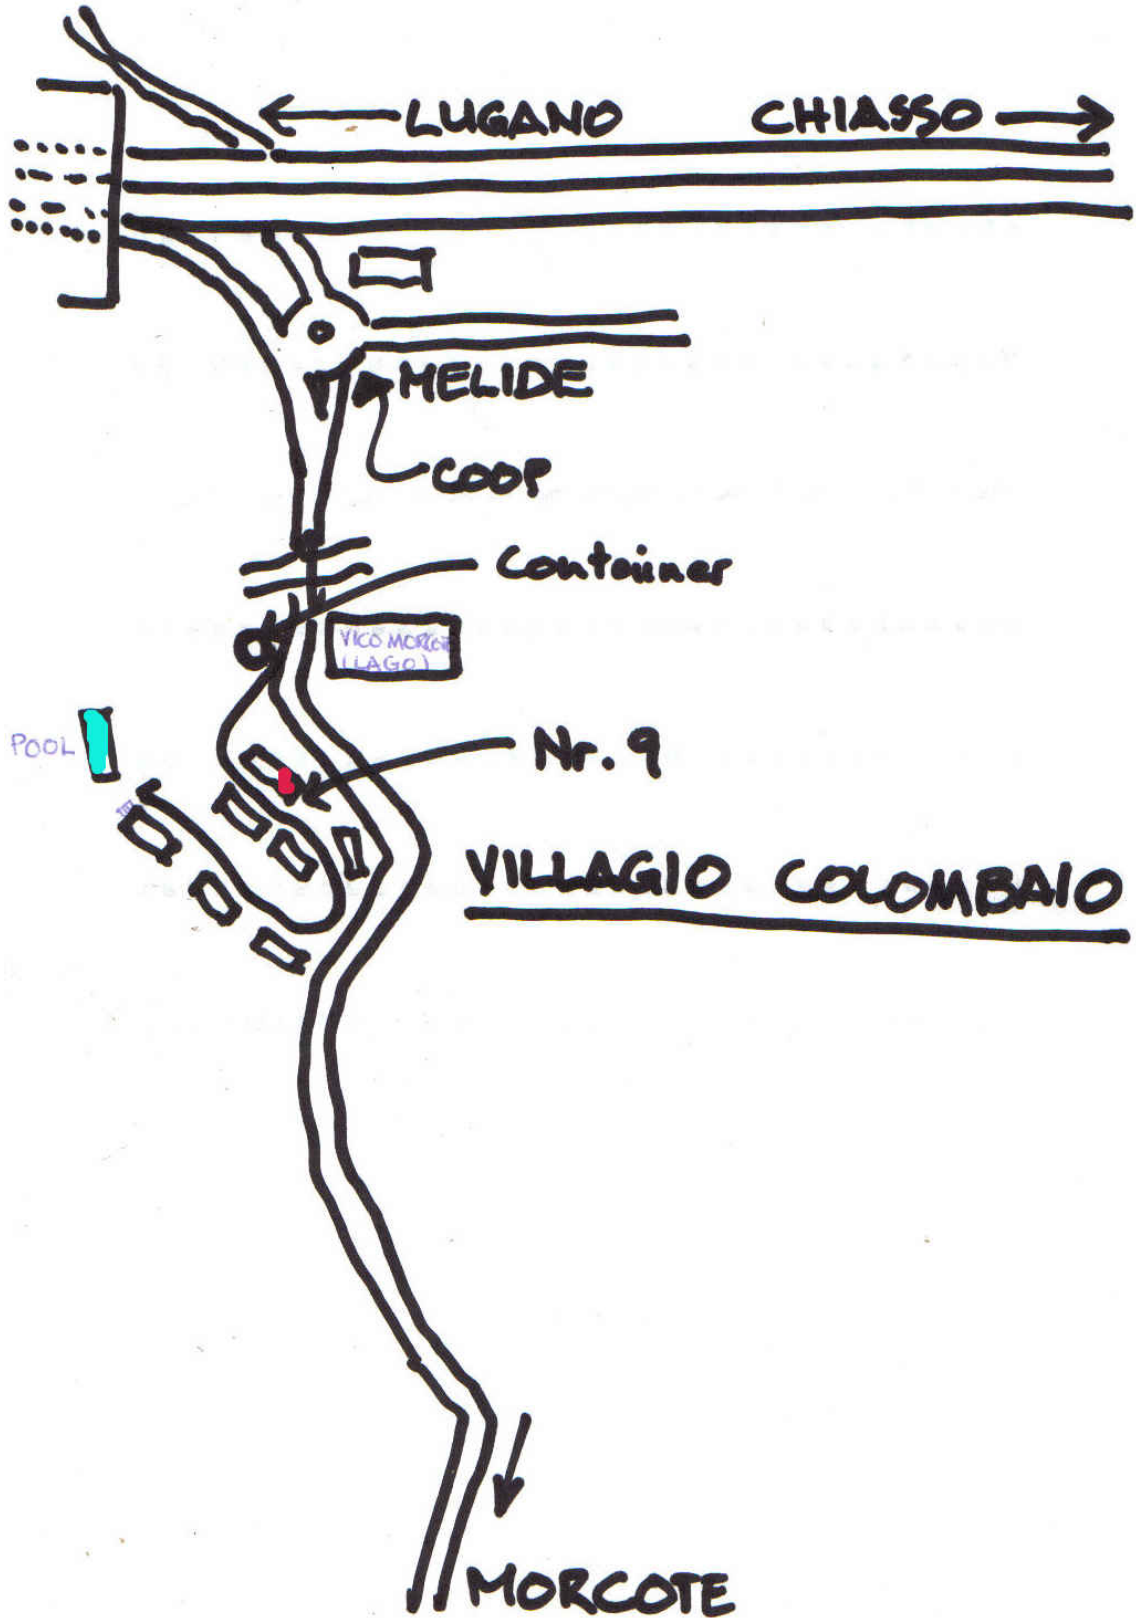 LUGANO CHIASSO
MELIDE
COOP
Container
VICO MORCOTE
(LAGO)
POOL
Nr. 9
VILLAGIO COLOMBAIO
MORCOTE